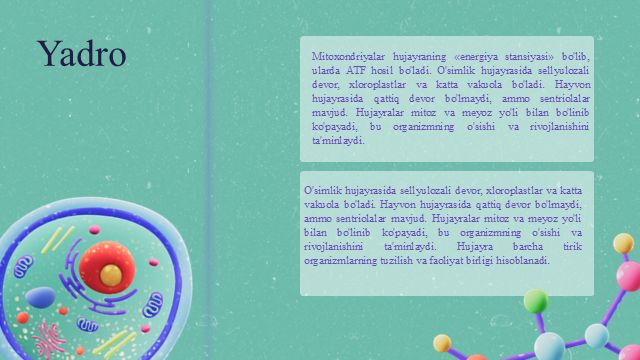 Yadro
Mitoxondriyalar hujayraning «energiya stansiyasi» bo'lib,
ularda ATF hosil bo'ladi. O'simlik hujayrasida sellyulozali
devor, xloroplastlar va katta vakuola bo'ladi. Hayvon
hujayrasida qattiq devor bo'lmaydi, ammo sentriolalar
mavjud. Hujayralar mitoz va meyoz yo'li bilan bo'linib
ko'payadi, bu organizmning o'sishi va rivojlanishini
ta'minlaydi.
O'simlik hujayrasida sellyulozali devor, xloroplastlar va katta
vakuola bo'ladi. Hayvon hujayrasida qattiq devor bo'lmaydi,
ammo sentriolalar mavjud. Hujayralar mitoz va meyoz yo'li
bilan bo'linib ko'payadi, bu organizmning o'sishi va
rivojlanishini ta'minlaydi. Hujayra barcha tirik
organizmlarning tuzilish va faoliyat birligi hisoblanadi.